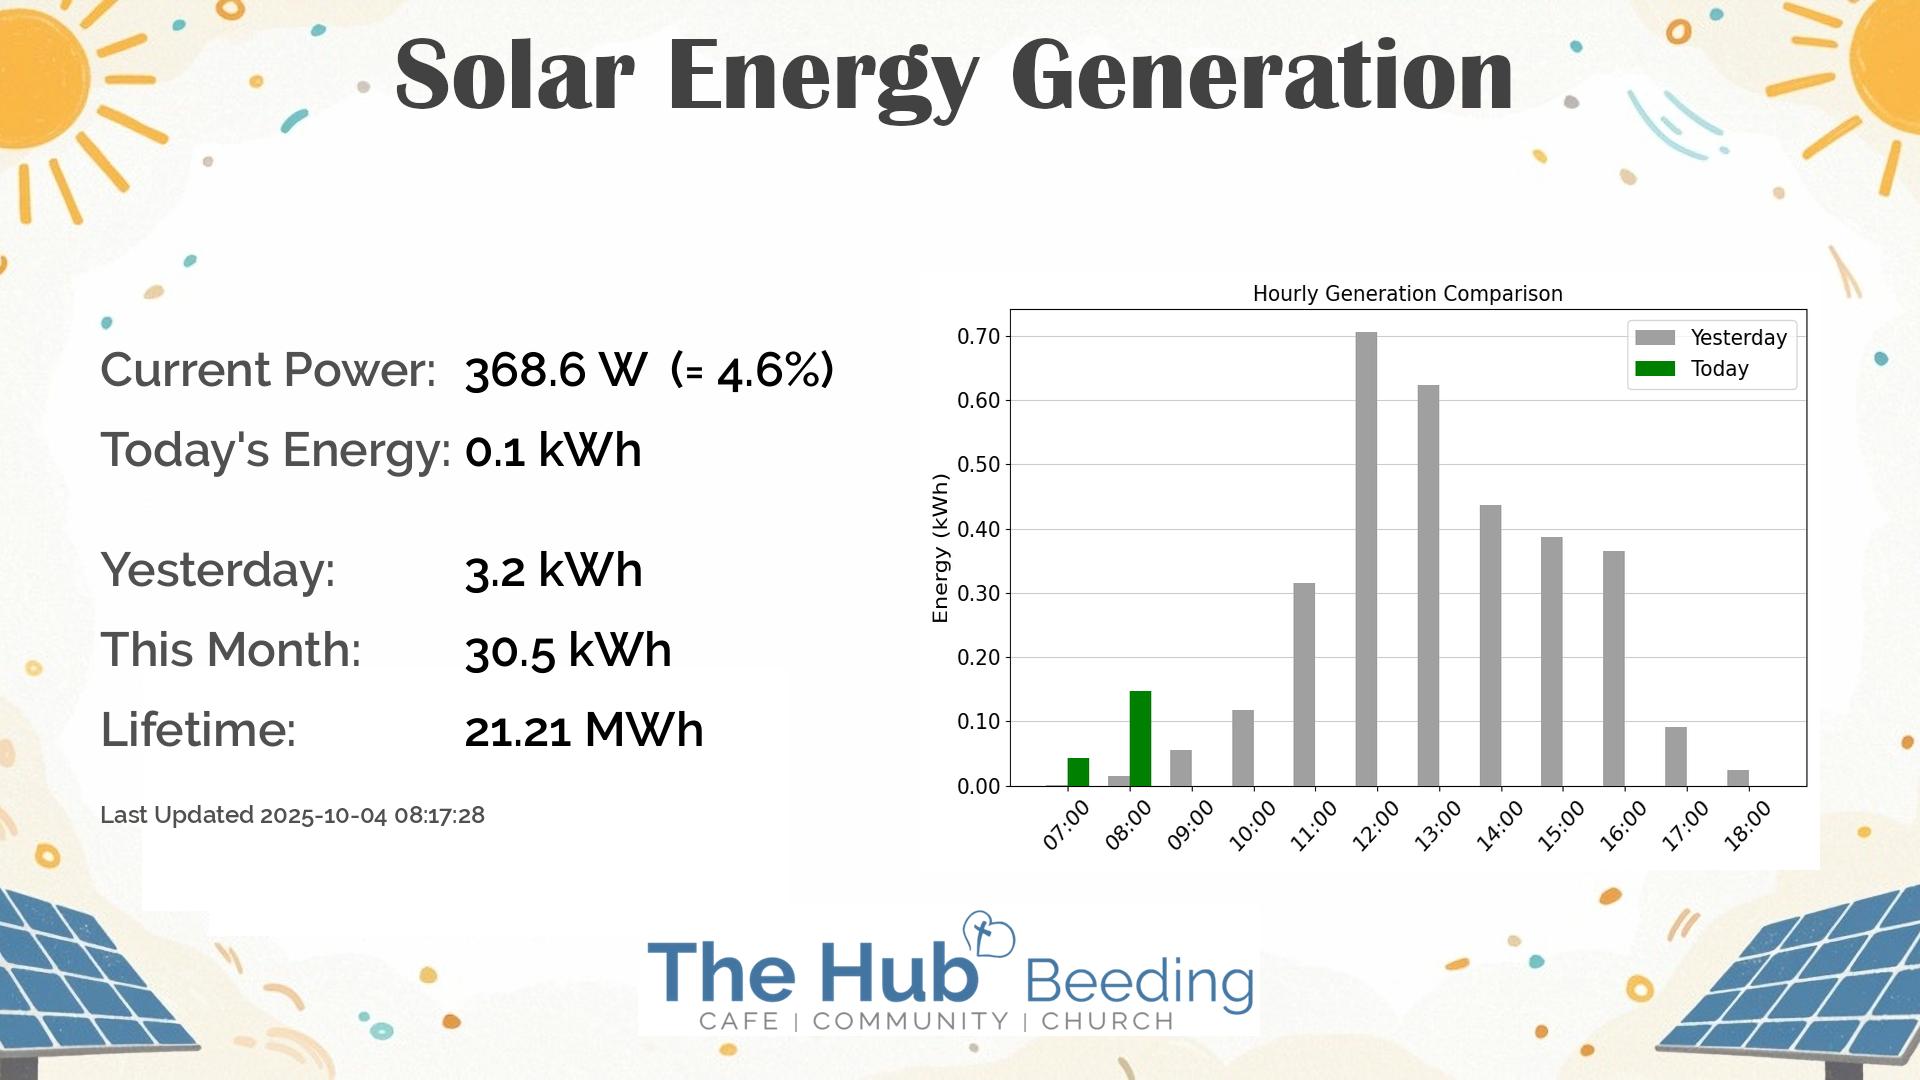 Solar Energy Generation
Current Power: 368.6 W (= 4.6%)
Today's Energy: 0.1 kWh
Yesterday: 3.2 kWh
This Month: 30.5 kWh
Lifetime: 21.21 MWh
Last Updated 2025-10-04 08:17:28
Hourly Generation Comparison
Yesterday
Today
Energy (kWh)
0.70
0.60
0.50
0.40
0.30
0.20
0.10
0.00
07:00 08:00 09:00 10:00 11:00 12:00 13:00 14:00 15:00 16:00 17:00 18:00
The Hub Beeding
CAFE | COMMUNITY | CHURCH